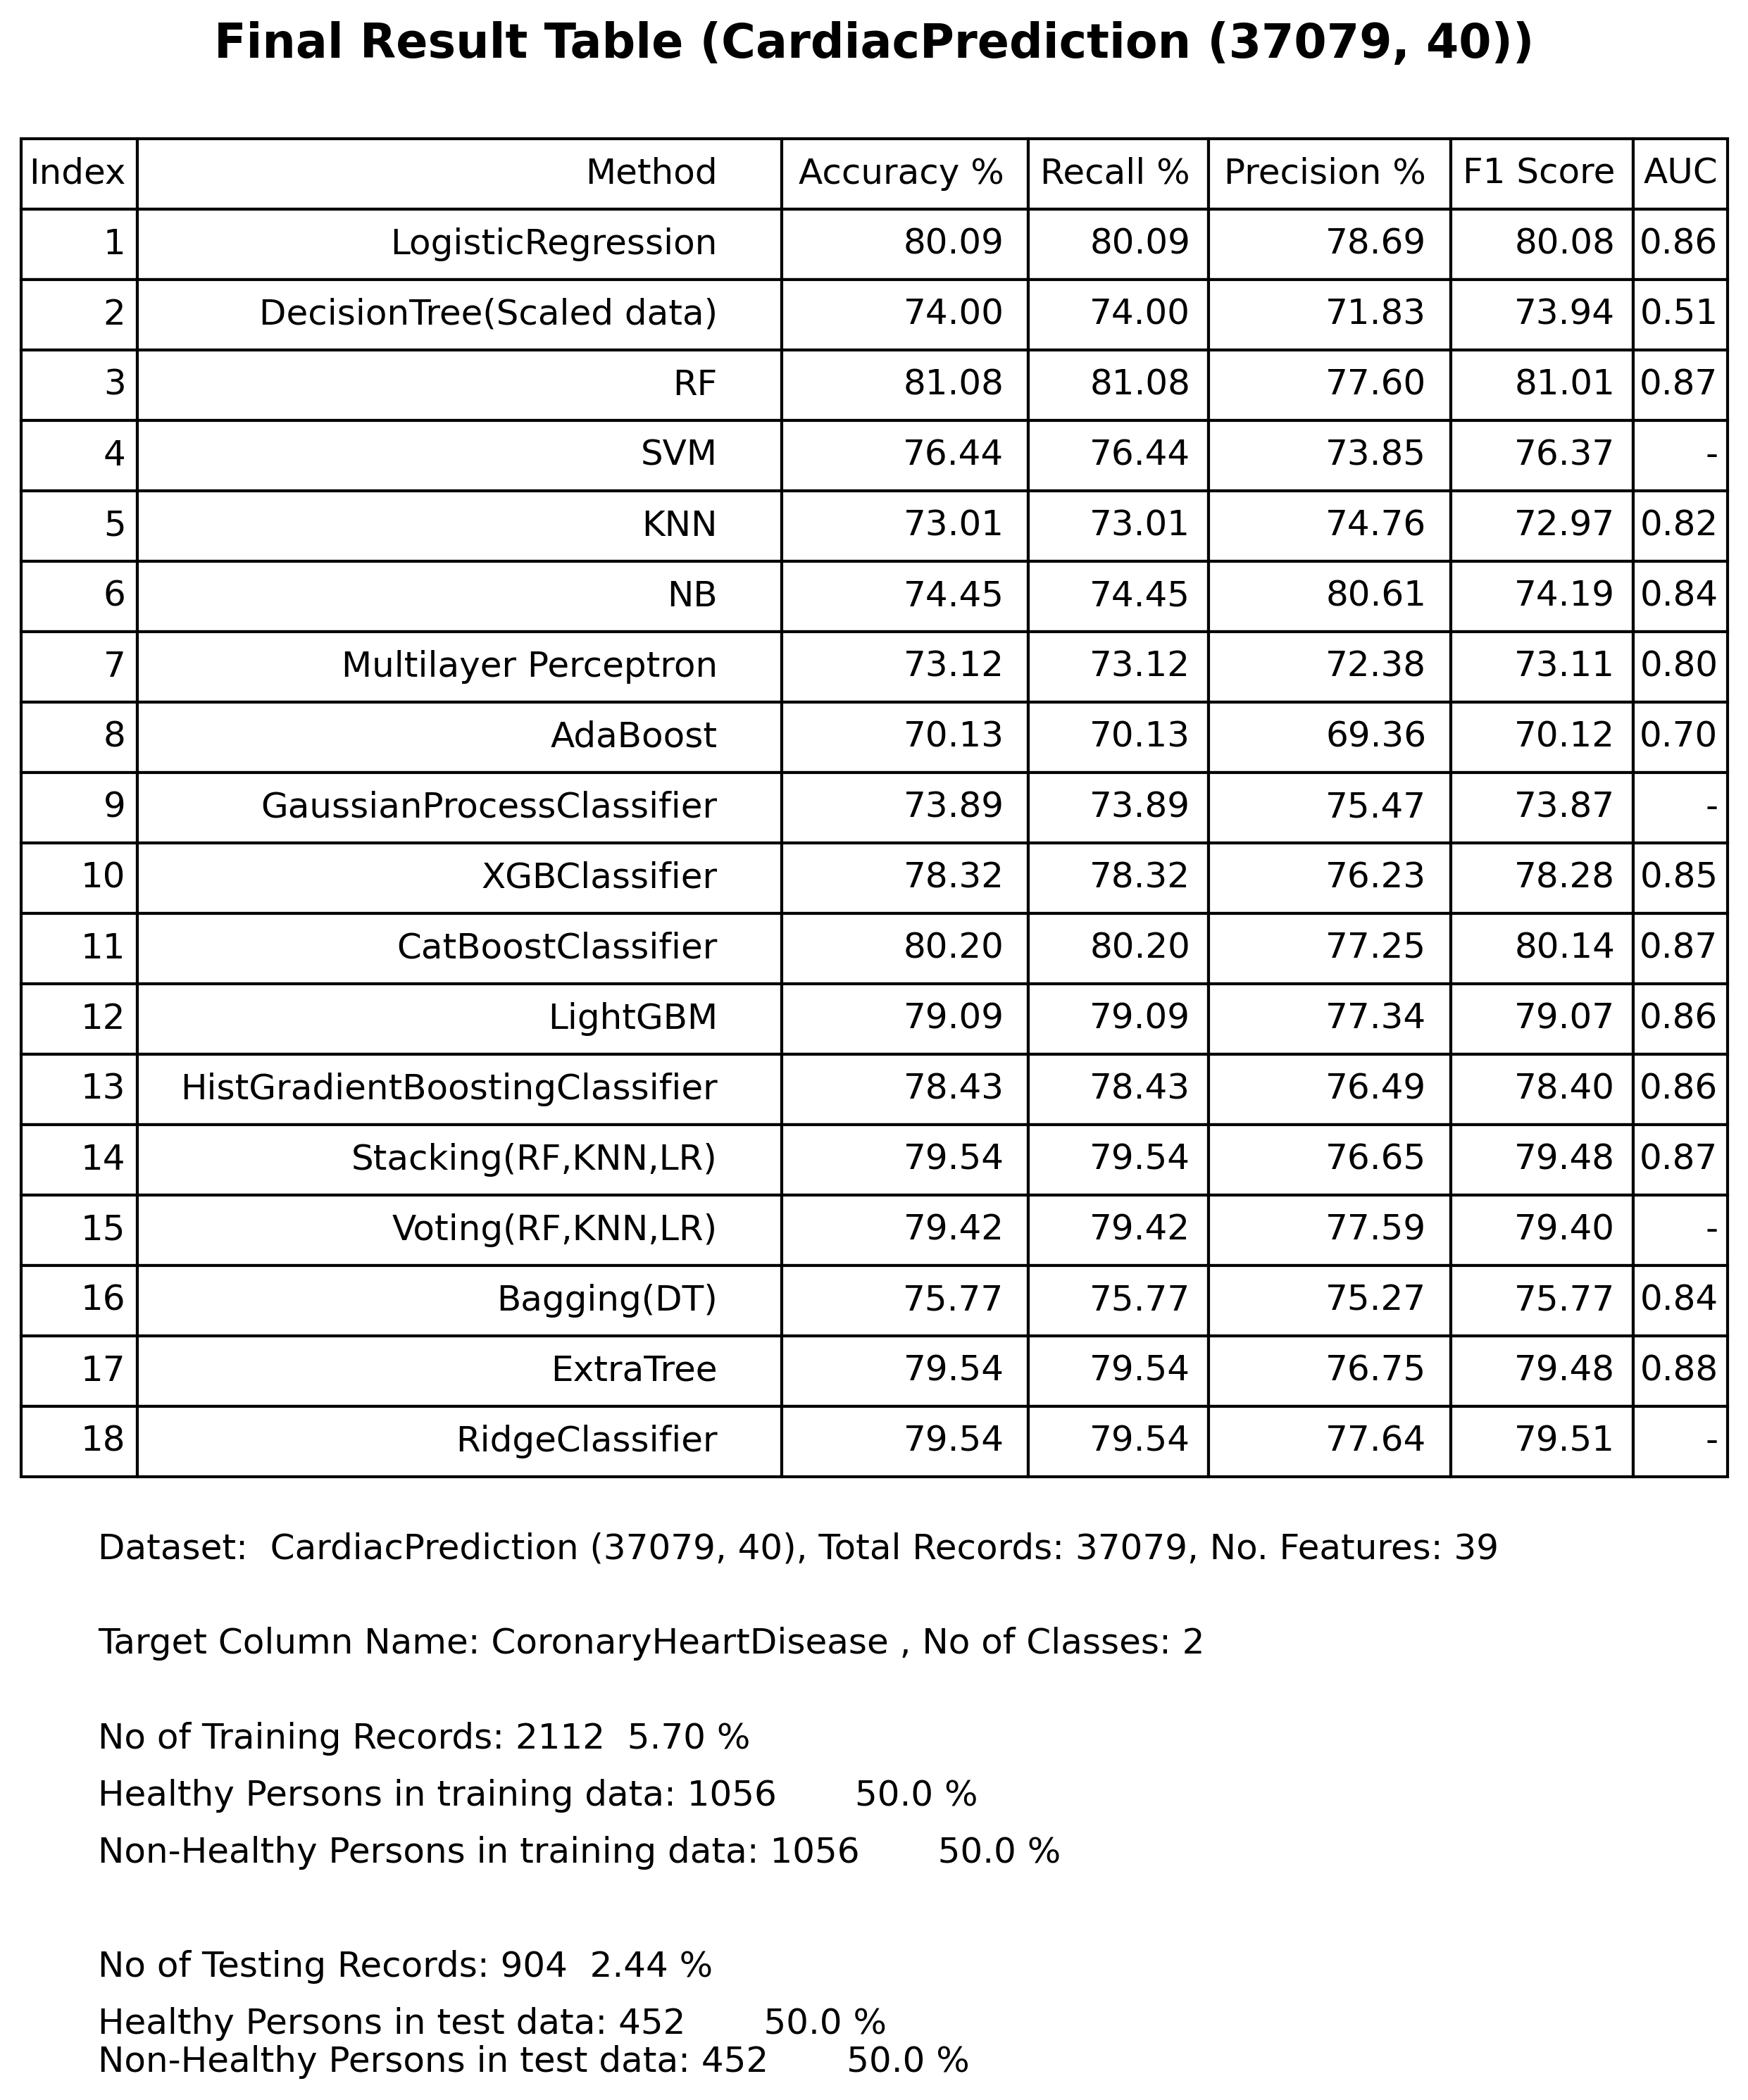 Final Result Table (CardiacPrediction (37079, 40))
Index Method Accuracy % Recall % Precision % F1 Score AUC
1 LogisticRegression 80.09 80.09 78.69 80.08 0.86
2 DecisionTree(Scaled data) 74.00 74.00 71.83 73.94 0.51
3 RF 81.08 81.08 77.60 81.01 0.87
4 SVM 76.44 76.44 73.85 76.37 -
5 KNN 73.01 73.01 74.76 72.97 0.82
6 NB 74.45 74.45 80.61 74.19 0.84
7 Multilayer Perceptron 73.12 73.12 72.38 73.11 0.80
8 AdaBoost 70.13 70.13 69.36 70.12 0.70
9 GaussianProcessClassifier 73.89 73.89 75.47 73.87 -
10 XGBClassifier 78.32 78.32 76.23 78.28 0.85
11 CatBoostClassifier 80.20 80.20 77.25 80.14 0.87
12 LightGBM 79.09 79.09 77.34 79.07 0.86
13 HistGradientBoostingClassifier 78.43 78.43 76.49 78.40 0.86
14 Stacking(RF,KNN,LR) 79.54 79.54 76.65 79.48 0.87
15 Voting(RF,KNN,LR) 79.42 79.42 77.59 79.40 -
16 Bagging(DT) 75.77 75.77 75.27 75.77 0.84
17 ExtraTree 79.54 79.54 76.75 79.48 0.88
18 RidgeClassifier 79.54 79.54 77.64 79.51 -
Dataset:  CardiacPrediction (37079, 40), Total Records: 37079, No. Features: 39
Target Column Name: CoronaryHeartDisease , No of Classes: 2
No of Training Records: 2112  5.70 %
Healthy Persons in training data: 1056       50.0 %
Non-Healthy Persons in training data: 1056       50.0 %
No of Testing Records: 904  2.44 %
Healthy Persons in test data: 452       50.0 %
Non-Healthy Persons in test data: 452       50.0 %